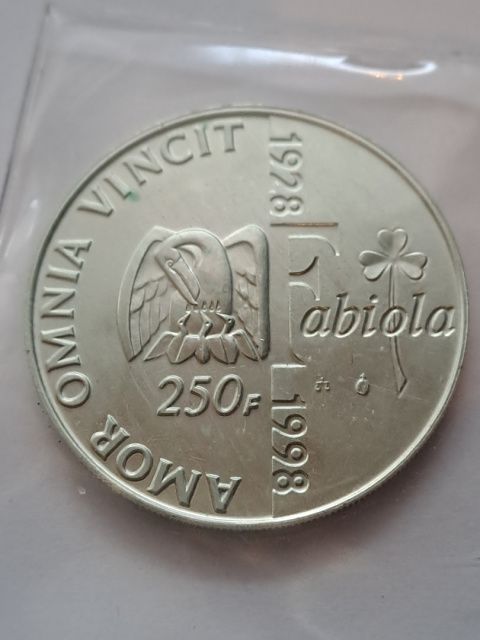 AMOR OMNIA VINCIT
1928
Fabiola
250F
1998